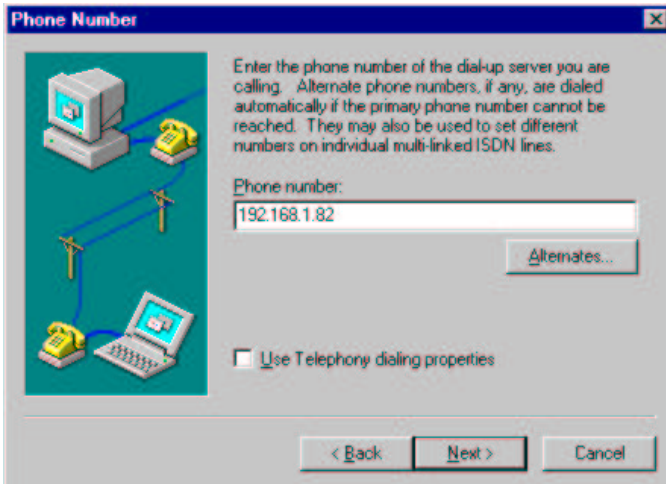 Phone Number
Enter the phone number of the dial-up server you are
calling. Alternate phone numbers, if any, are dialed
automatically if the primary phone number cannot be
reached. They may also be used to set different
numbers on individual multi-linked ISDN lines.
Phone number:
192.168.1.82
Alternates...
Use Telephony dialing properties
< Back
Next >
Cancel